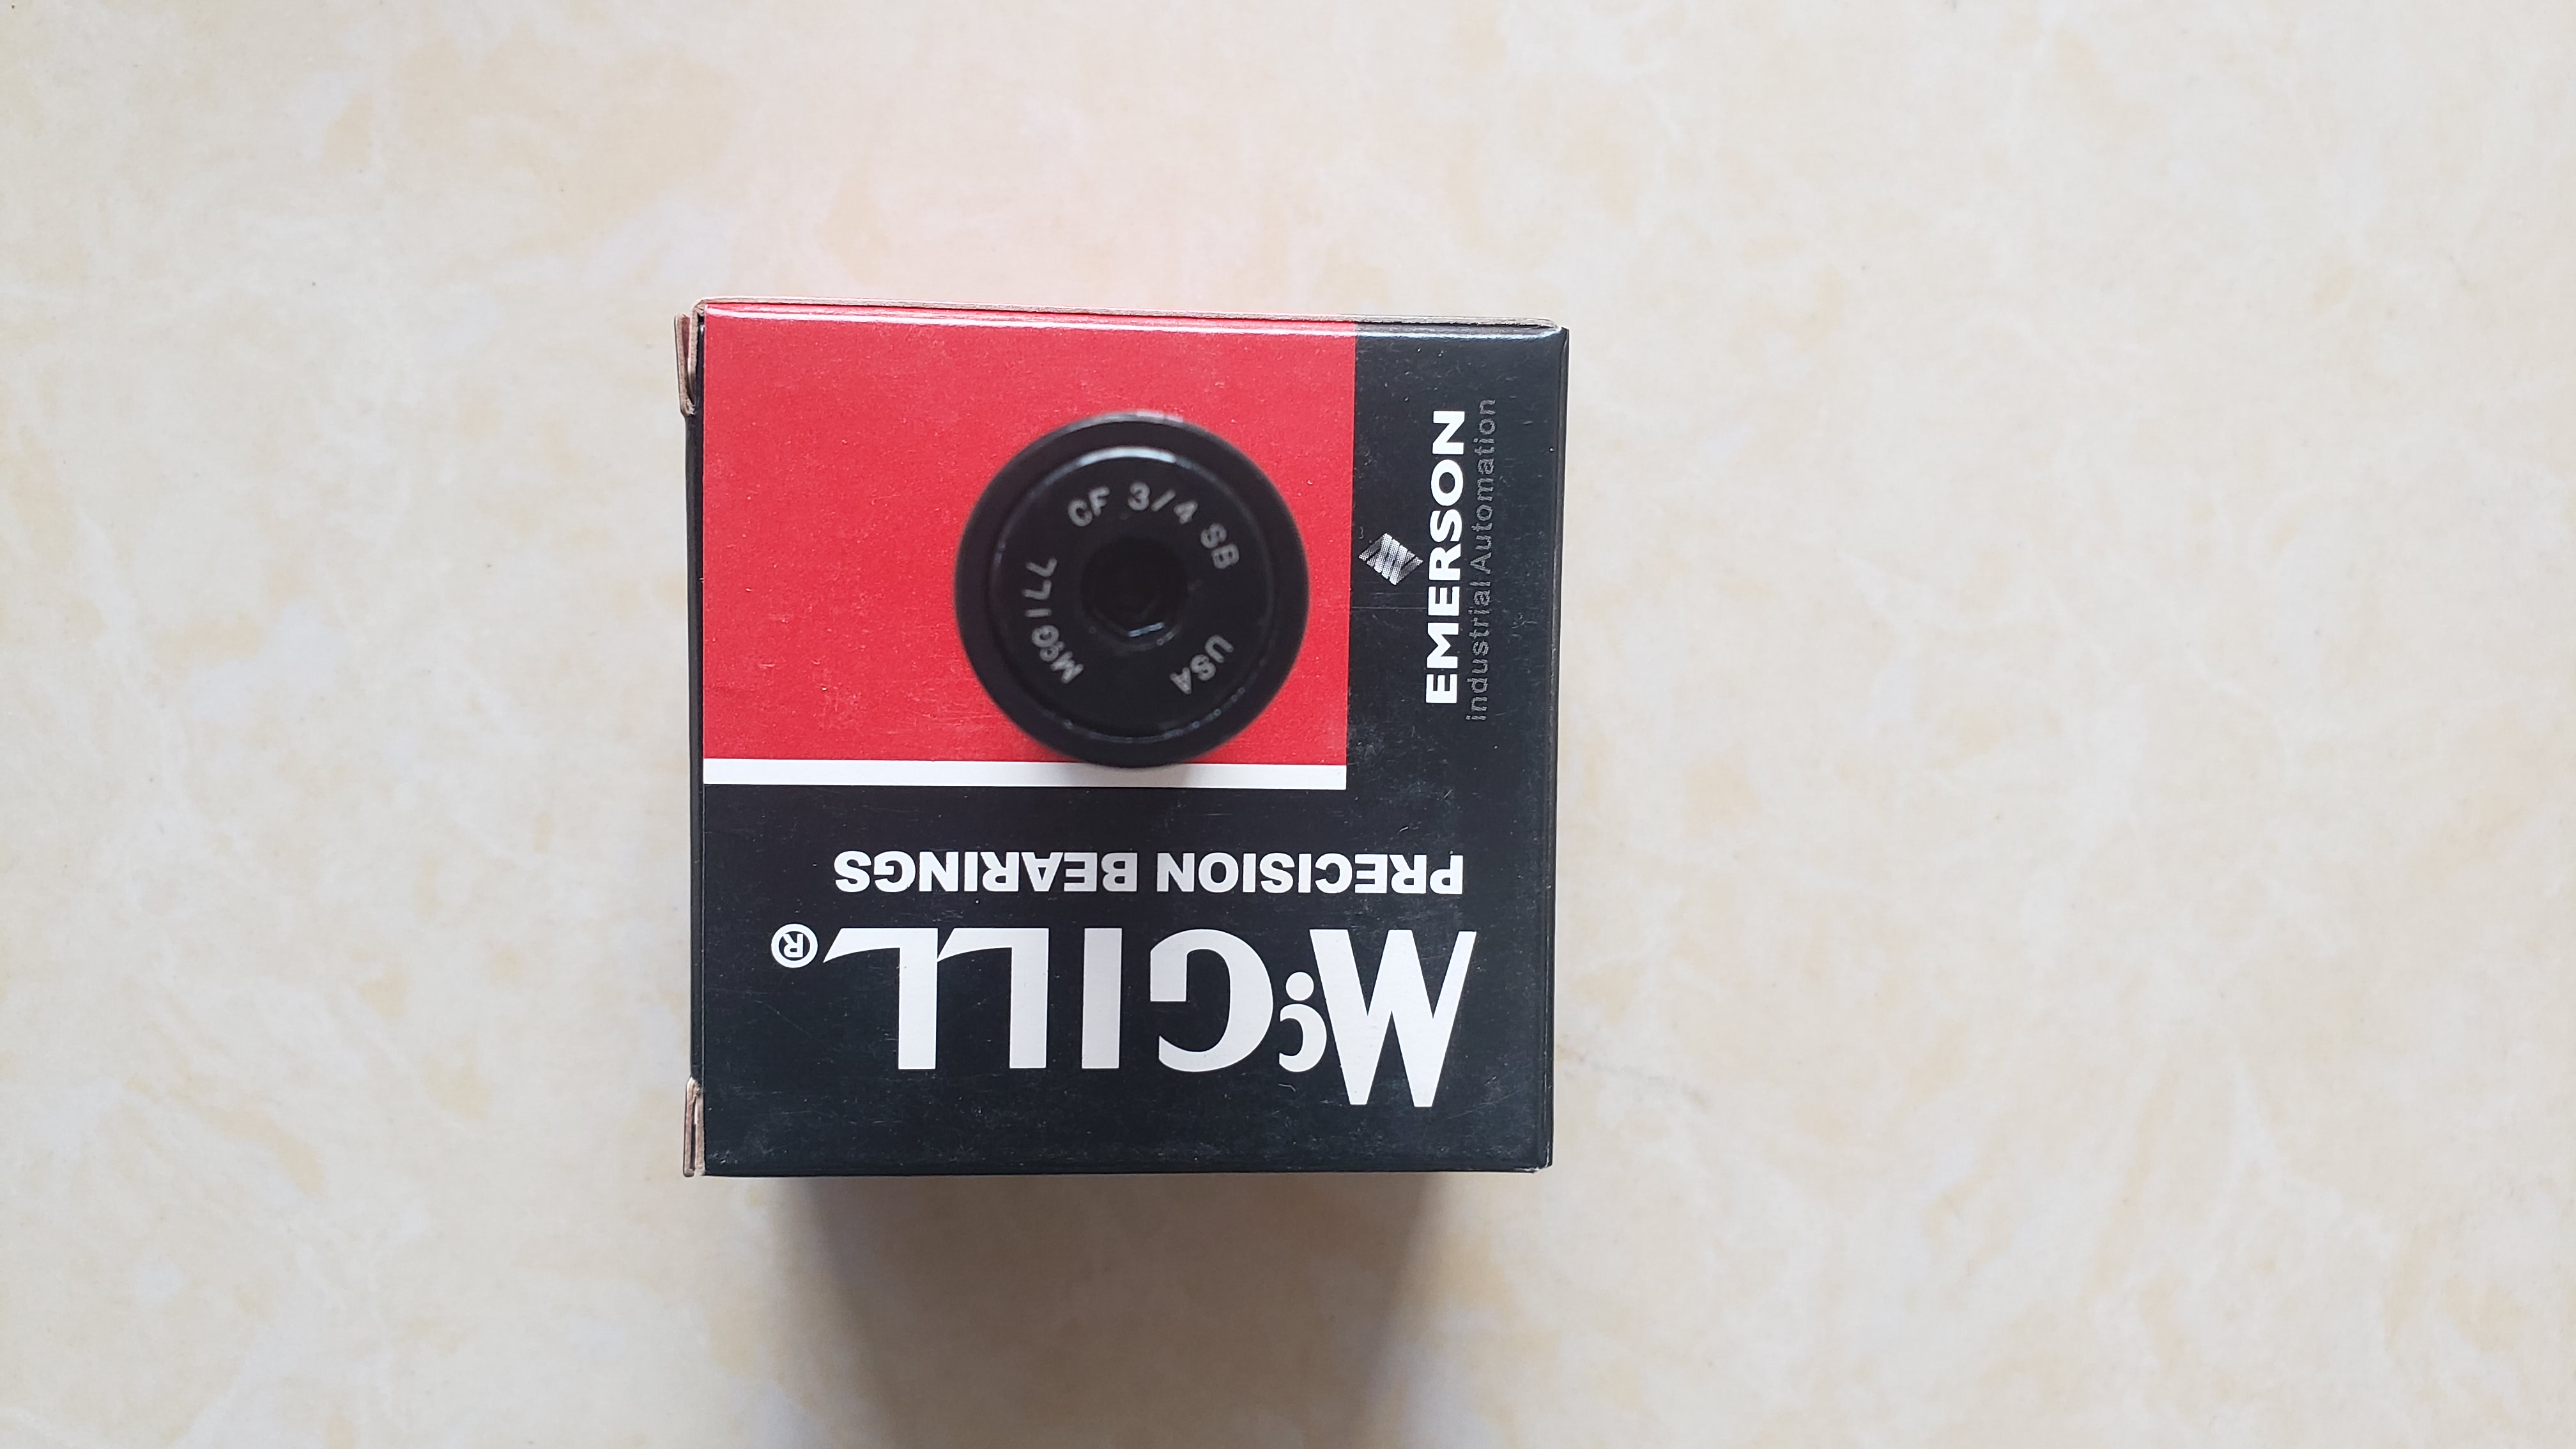 CF 3/4 SB
McGILL
USA
EMERSON
Industrial Automation
McGILL®
PRECISION BEARINGS